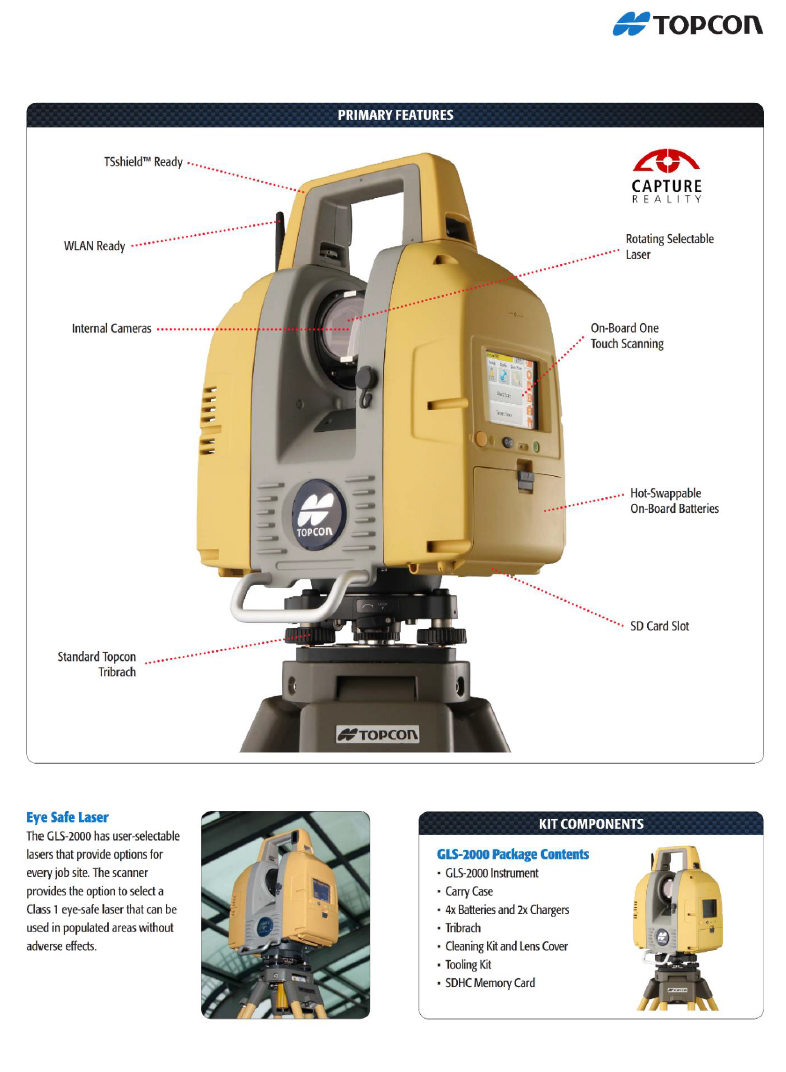 TOPCON
PRIMARY FEATURES
TSshield™ Ready
CAPTURE
REALITY
WLAN Ready
Rotating Selectable
Laser
Internal Cameras
On-Board One
Touch Scanning
Hot-Swappable
On-Board Batteries
TOPCON
SD Card Slot
Standard Topcon
Tribrach
TOPCON
Eye Safe Laser
The GLS-2000 has user-selectable
lasers that provide options for
every job site. The scanner
provides the option to select a
Class 1 eye-safe laser that can be
used in populated areas without
adverse effects.
KIT COMPONENTS
GLS-2000 Package Contents
• GLS-2000 Instrument
• Carry Case
• 4x Batteries and 2x Chargers
• Tribrach
• Cleaning Kit and Lens Cover
• Tooling Kit
• SDHC Memory Card
TOPCON